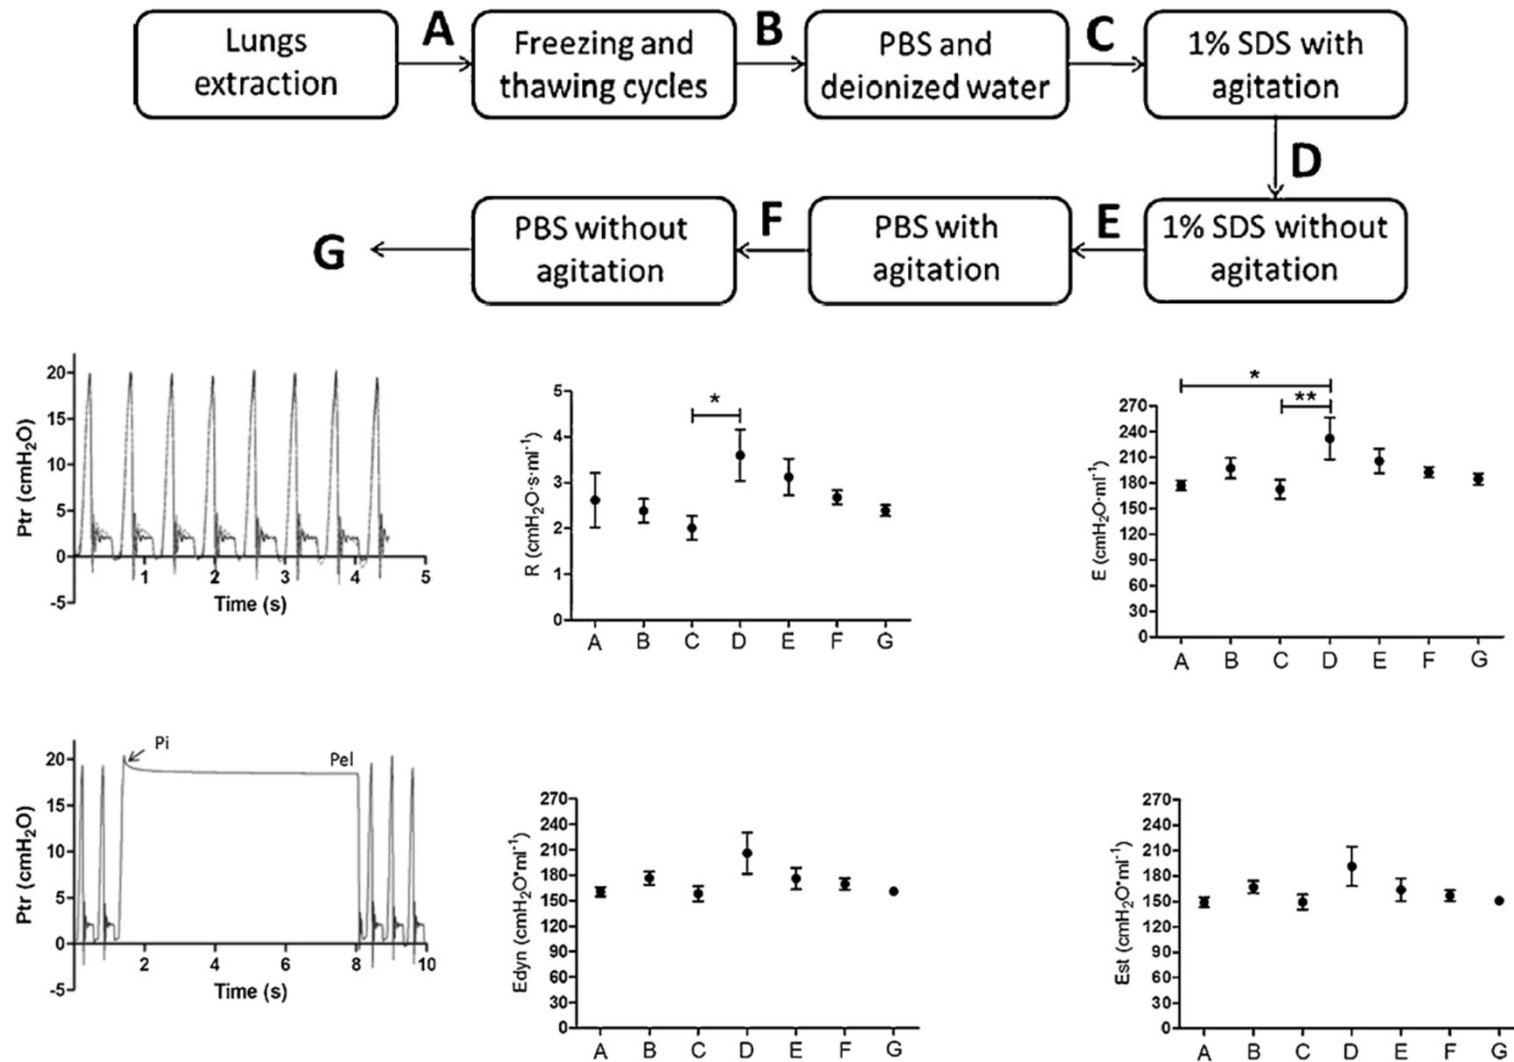 Lungs
extraction
A
Freezing and
thawing cycles
B
PBS and
deionized water
C
1% SDS with
agitation
D
1% SDS without
agitation
E
PBS with
agitation
F
PBS without
agitation
G
Ptr (cmH₂O)
20
15
10
5
0
-5
1 2 3 4 5
Time (s)
R (cmH₂O·s·ml⁻¹)
5
4
3
2
1
0
*
A B C D E F G
E (cmH₂O·ml⁻¹)
270
240
210
180
150
120
90
60
30
0
*
**
A B C D E F G
Ptr (cmH₂O)
20
15
10
5
0
-5
Pi
Pel
2 4 6 8 10
Time (s)
Edyn (cmH₂O•ml⁻¹)
270
240
210
180
150
120
90
60
30
0
A B C D E F G
Est (cmH₂O•ml⁻¹)
270
240
210
180
150
120
90
60
30
0
A B C D E F G